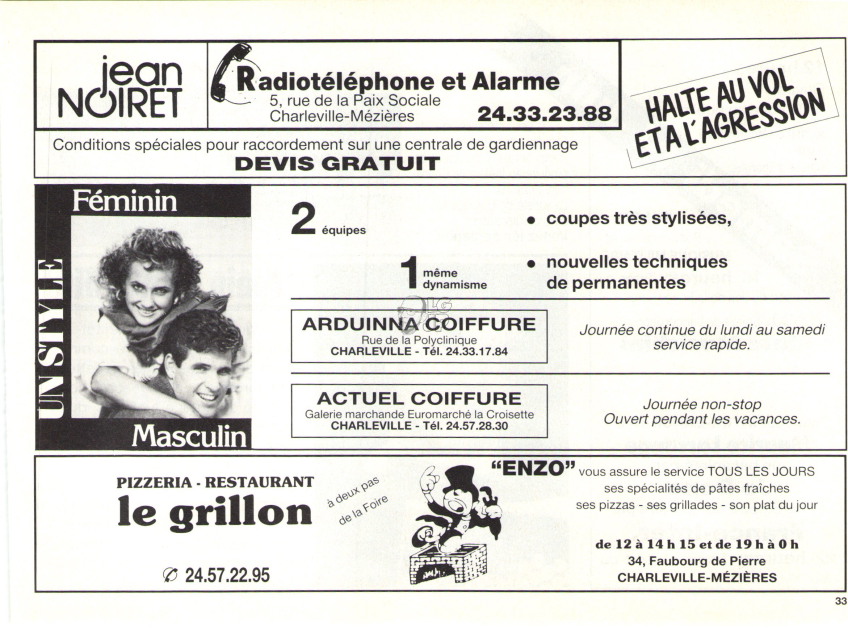 jean
NOIRET
Radiotéléphone et Alarme
5, rue de la Paix Sociale
Charleville-Mézières 24.33.23.88
HALTE AU VOL
ET A L'AGRESSION
Conditions spéciales pour raccordement sur une centrale de gardiennage
DEVIS GRATUIT
Féminin
UN STYLE
Masculin
2 équipes
1 même
dynamisme
• coupes très stylisées,
• nouvelles techniques
de permanentes
ARDUINNA COIFFURE
Rue de la Polyclinique
CHARLEVILLE - Tél. 24.33.17.84
Journée continue du lundi au samedi
service rapide.
ACTUEL COIFFURE
Galerie marchande Euromarché la Croisette
CHARLEVILLE - Tél. 24.57.28.30
Journée non-stop
Ouvert pendant les vacances.
PIZZERIA - RESTAURANT
le grillon
à deux pas
de la Foire
24.57.22.95
"ENZO" vous assure le service TOUS LES JOURS
ses spécialités de pâtes fraîches
ses pizzas - ses grillades - son plat du jour
de 12 à 14 h 15 et de 19 h à 0 h
34, Faubourg de Pierre
CHARLEVILLE-MÉZIÈRES
33